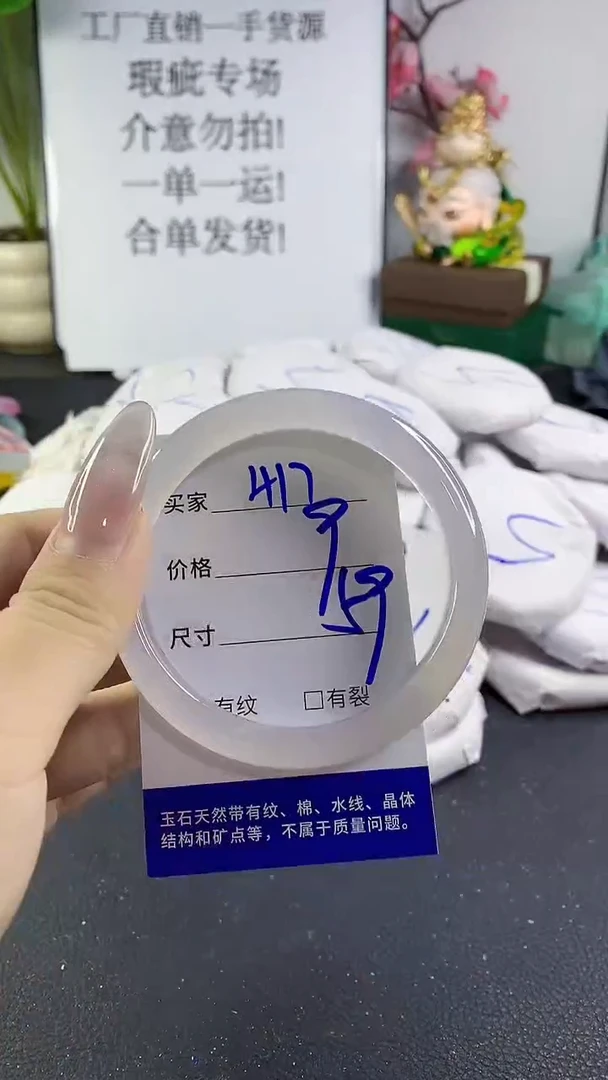 工厂直销一手货源
瑕疵专场
介意勿拍!
一单一运!
合单发货!
买家 417
价格 9
尺寸 59
有纹 □有裂
玉石天然带有纹、棉、水线、晶体
结构和矿点等，不属于质量问题。